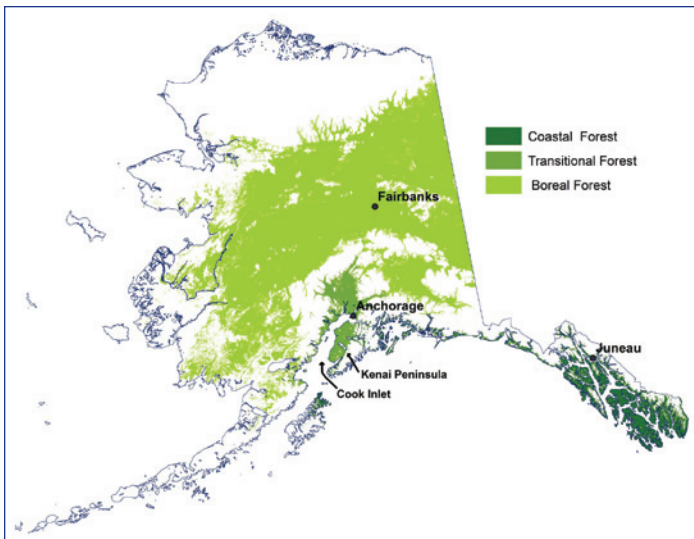 Coastal Forest
Transitional Forest
Boreal Forest
Fairbanks
Anchorage
Juneau
Kenai Peninsula
Cook Inlet